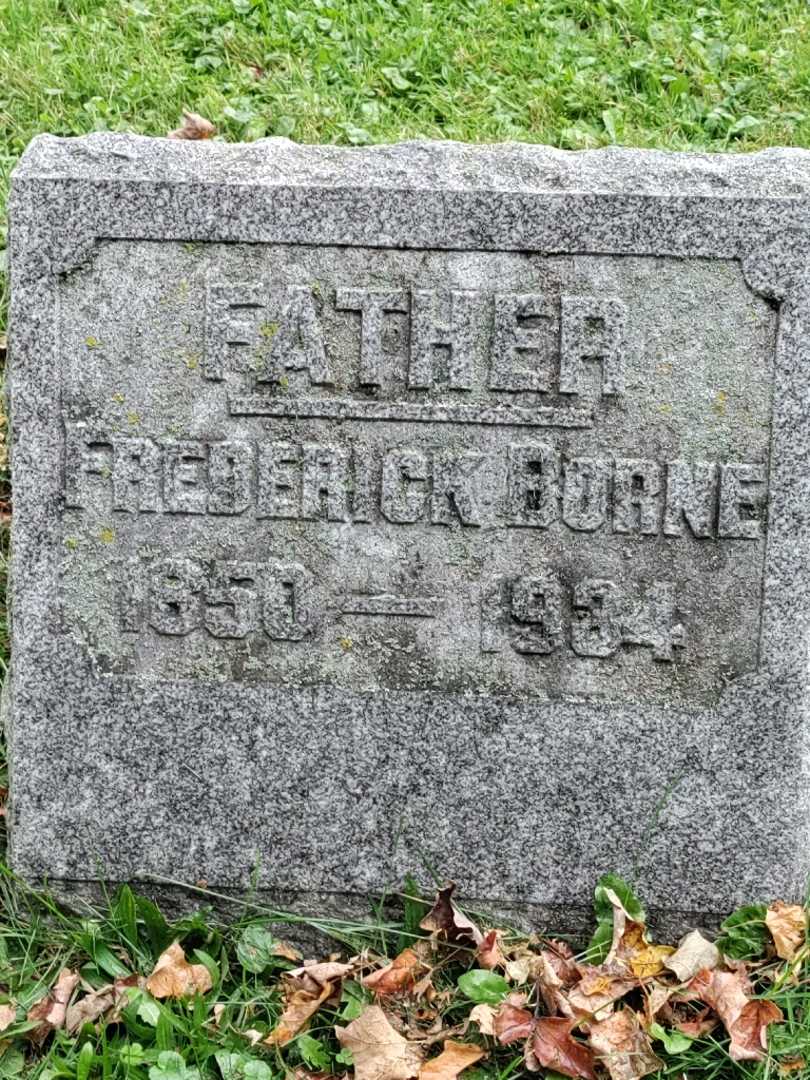 FATHER
FREDERICK BORNE
1850 — 1934